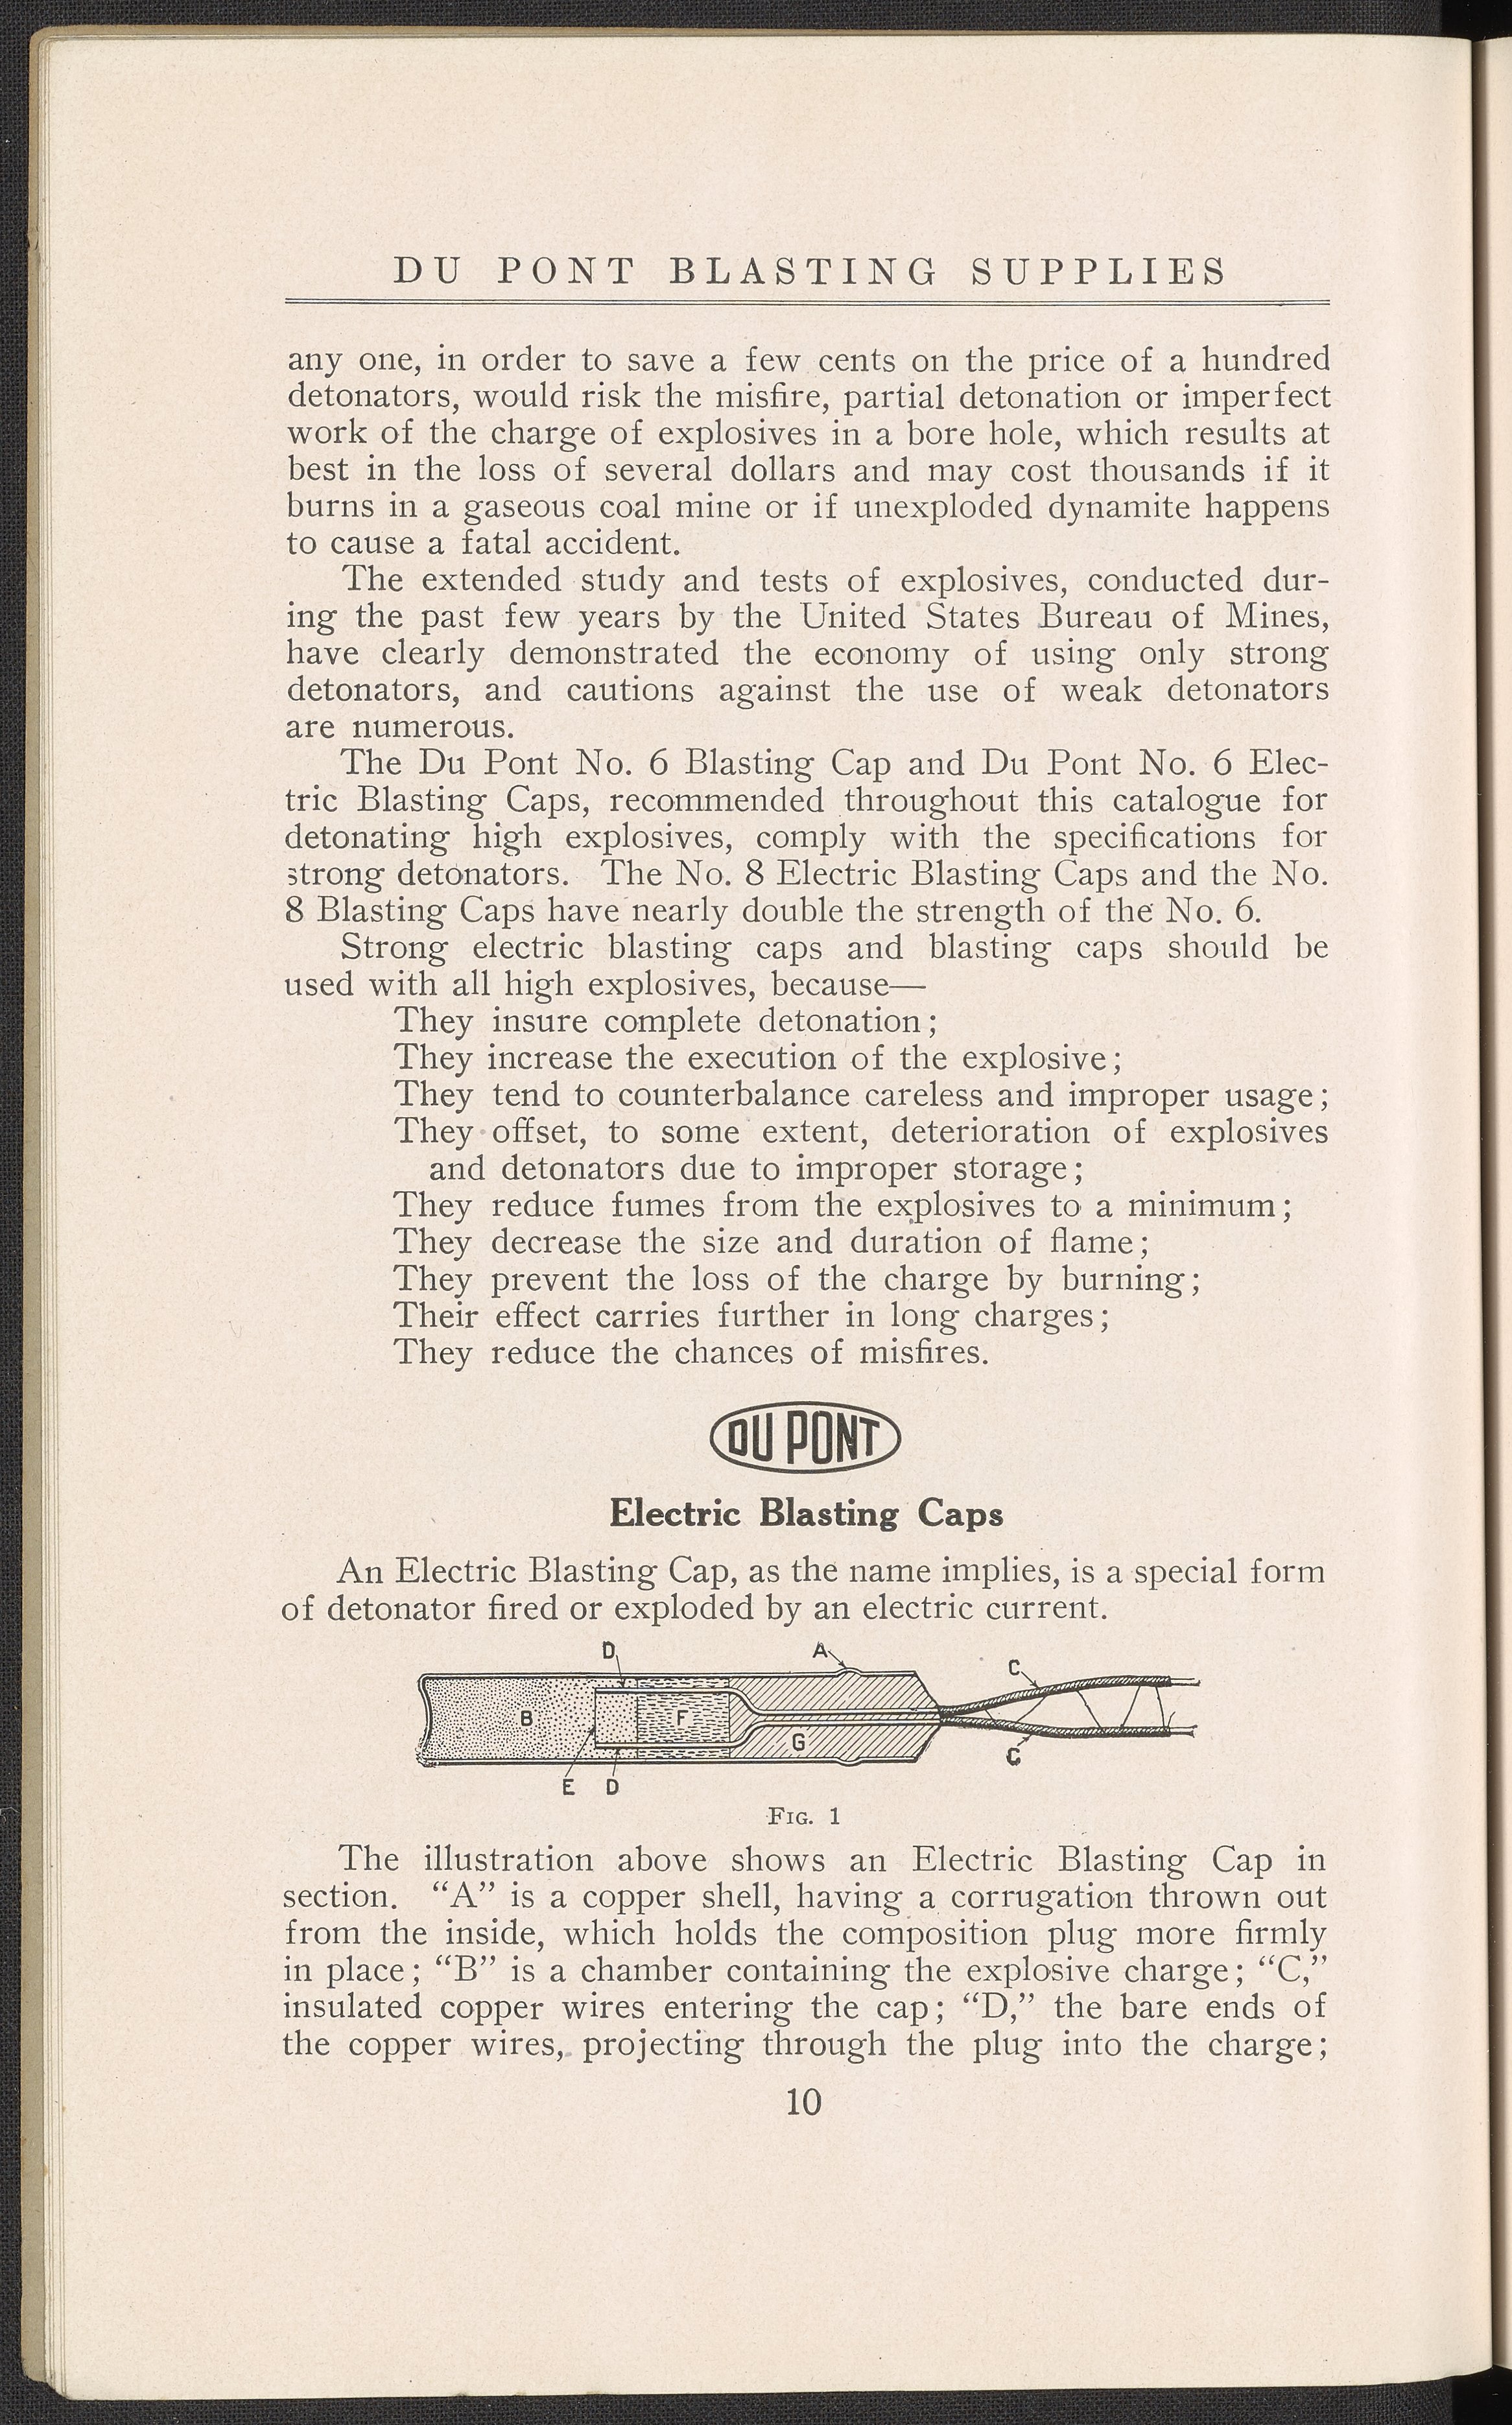 DU PONT BLASTING SUPPLIES
any one, in order to save a few cents on the price of a hundred
detonators, would risk the misfire, partial detonation or imperfect
work of the charge of explosives in a bore hole, which results at
best in the loss of several dollars and may cost thousands if it
burns in a gaseous coal mine or if unexploded dynamite happens
to cause a fatal accident.
The extended study and tests of explosives, conducted dur-
ing the past few years by the United States Bureau of Mines,
have clearly demonstrated the economy of using only strong
detonators, and cautions against the use of weak detonators
are numerous.
The Du Pont No. 6 Blasting Cap and Du Pont No. 6 Elec-
tric Blasting Caps, recommended throughout this catalogue for
detonating high explosives, comply with the specifications for
strong detonators. The No. 8 Electric Blasting Caps and the No.
8 Blasting Caps have nearly double the strength of the No. 6.
Strong electric blasting caps and blasting caps should be
used with all high explosives, because—
They insure complete detonation;
They increase the execution of the explosive;
They tend to counterbalance careless and improper usage;
They offset, to some extent, deterioration of explosives
and detonators due to improper storage;
They reduce fumes from the explosives to a minimum;
They decrease the size and duration of flame;
They prevent the loss of the charge by burning;
Their effect carries further in long charges;
They reduce the chances of misfires.
DU PONT
Electric Blasting Caps
An Electric Blasting Cap, as the name implies, is a special form
of detonator fired or exploded by an electric current.
D A C
B F G
E D C
FIG. 1
The illustration above shows an Electric Blasting Cap in
section. “A” is a copper shell, having a corrugation thrown out
from the inside, which holds the composition plug more firmly
in place; “B” is a chamber containing the explosive charge; “C,”
insulated copper wires entering the cap; “D,” the bare ends of
the copper wires, projecting through the plug into the charge;
10